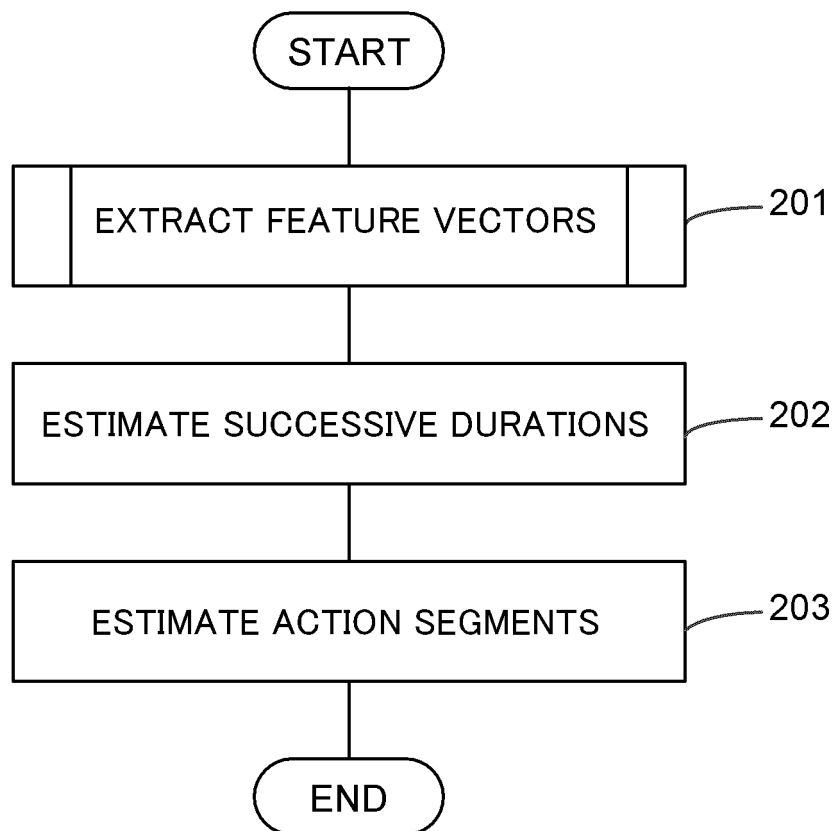 START
EXTRACT FEATURE VECTORS
201
ESTIMATE SUCCESSIVE DURATIONS
202
ESTIMATE ACTION SEGMENTS
203
END